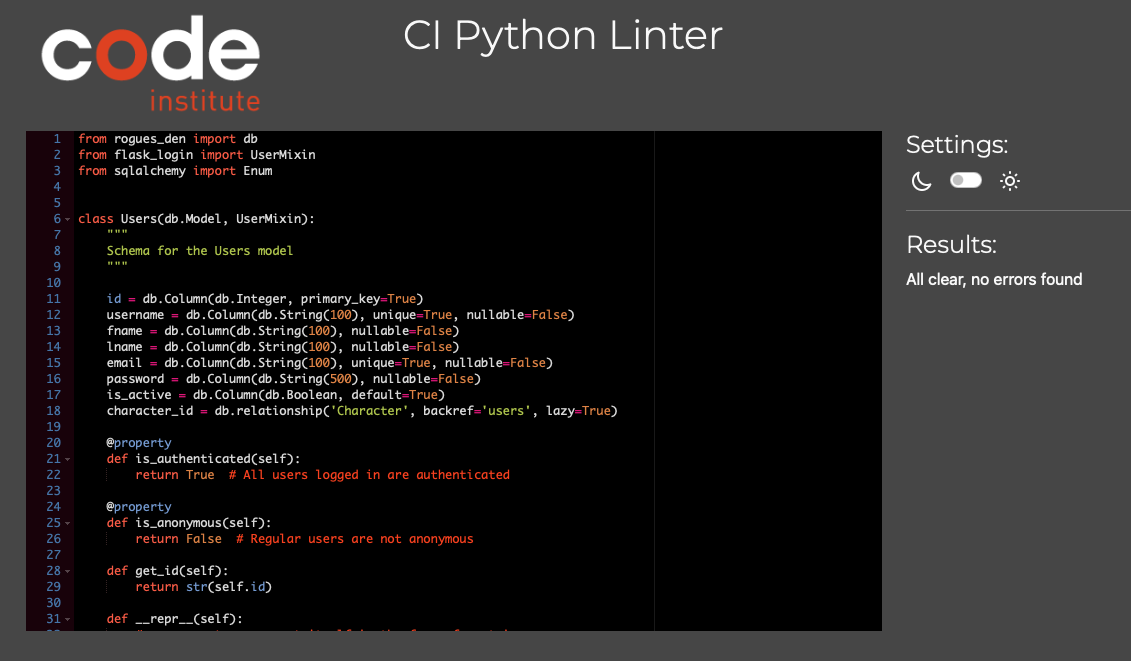 code
institute
CI Python Linter
1 from rogues_den import db
2 from flask_login import UserMixin
3 from sqlalchemy import Enum
4
5
6 class Users(db.Model, UserMixin):
7     """
8     Schema for the Users model
9     """
10
11     id = db.Column(db.Integer, primary_key=True)
12     username = db.Column(db.String(100), unique=True, nullable=False)
13     fname = db.Column(db.String(100), nullable=False)
14     lname = db.Column(db.String(100), nullable=False)
15     email = db.Column(db.String(100), unique=True, nullable=False)
16     password = db.Column(db.String(500), nullable=False)
17     is_active = db.Column(db.Boolean, default=True)
18     character_id = db.relationship('Character', backref='users', lazy=True)
19
20     @property
21     def is_authenticated(self):
22         return True  # All users logged in are authenticated
23
24     @property
25     def is_anonymous(self):
26         return False  # Regular users are not anonymous
27
28     def get_id(self):
29         return str(self.id)
30
31     def __repr__(self):
Settings:
Results:
All clear, no errors found